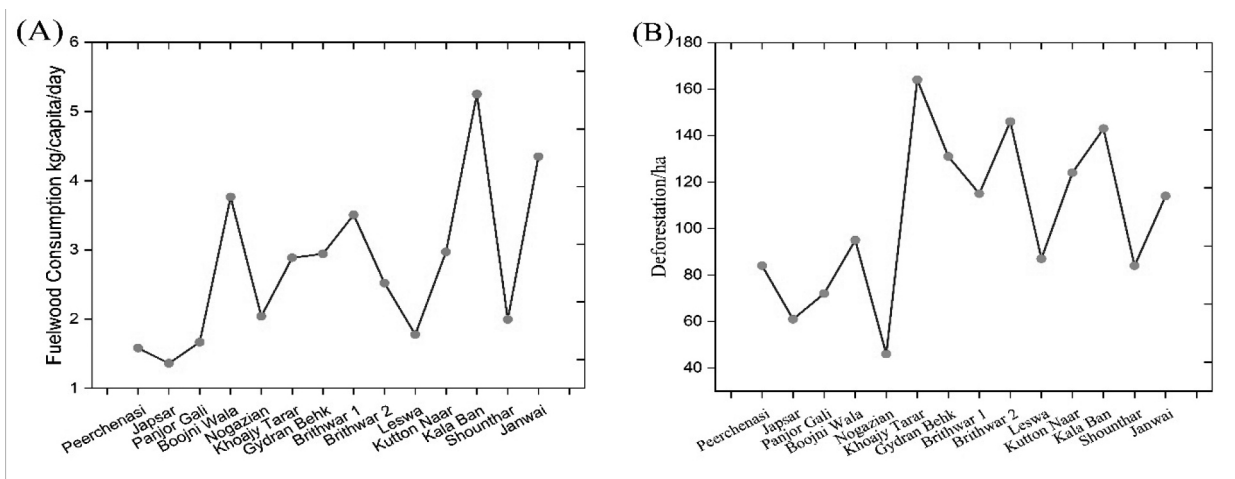 (A)
Fuelwood Consumption kg/capita/day
6
5
4
3
2
1
Peerchenasi
Japsar
Panjor Gali
Boojni Wala
Nogazian
Khoajy Tarar
Gydran Behk
Brithwar 1
Brithwar 2
Leswa
Kutton Naar
Kala Ban
Shounthar
Janwai
(B)
Deforestation/ha
180
160
140
120
100
80
60
40
Peerchenasi
Japsar
Panjor Gali
Boojni Wala
Nogazian
Khoajy Tarar
Gydran Behk
Brithwar 1
Brithwar 2
Leswa
Kutton Naar
Kala Ban
Shounthar
Janwai